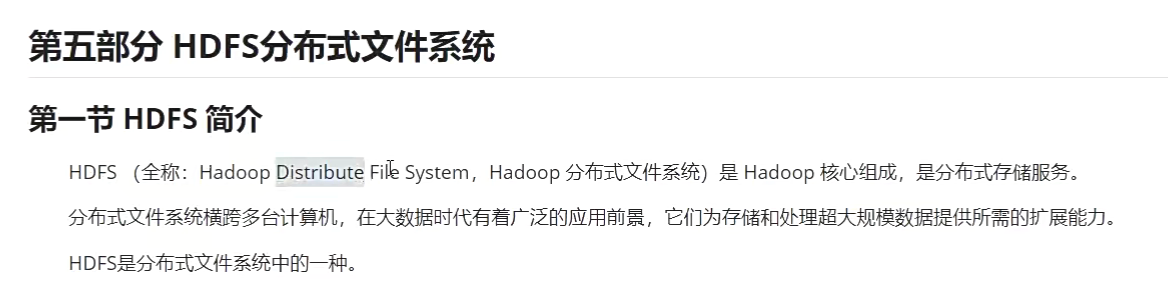 第五部分 HDFS分布式文件系统
第一节 HDFS 简介
HDFS （全称：Hadoop Distribute File System，Hadoop 分布式文件系统）是 Hadoop 核心组成，是分布式存储服务。
分布式文件系统横跨多台计算机，在大数据时代有着广泛的应用前景，它们为存储和处理超大规模数据提供所需的扩展能力。
HDFS是分布式文件系统中的一种。